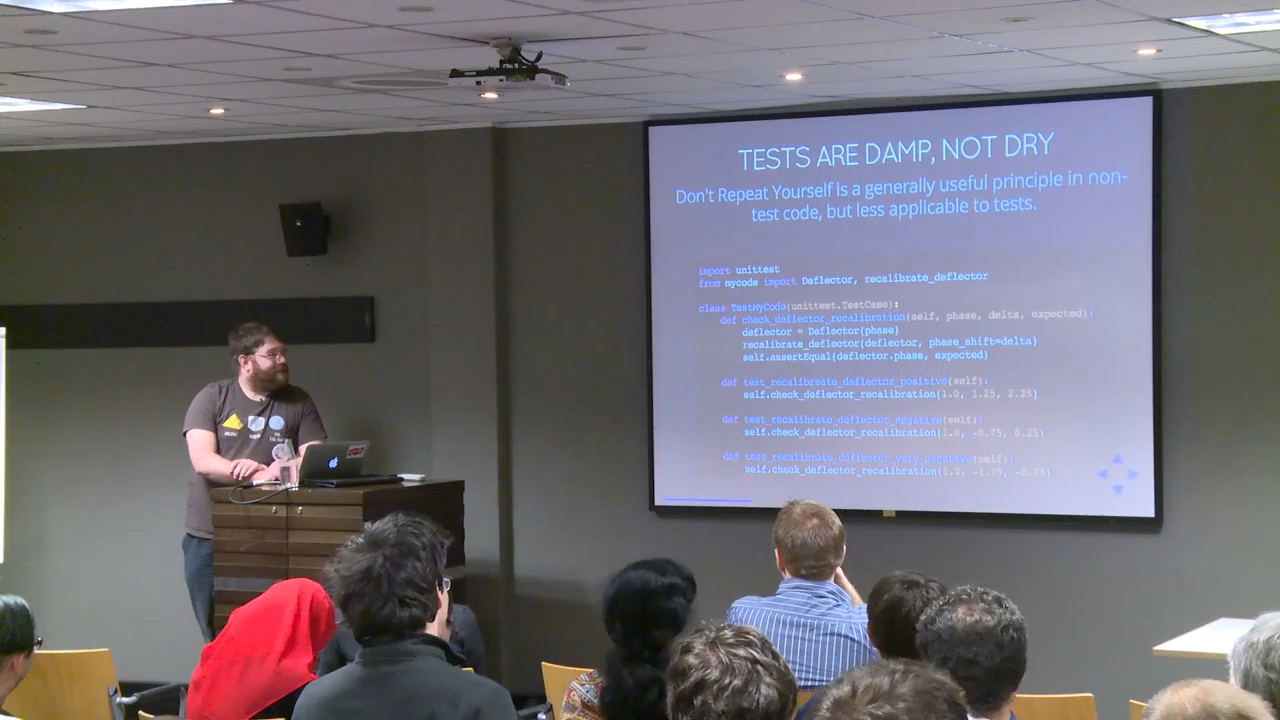 TESTS ARE DAMP, NOT DRY
Don't Repeat Yourself is a generally useful principle in non-
test code, but less applicable to tests.
import unittest
from mycode import Deflector, recalibrate_deflector
class TestMyCode(unittest.TestCase):
def check_deflector_recalibration(self, phase, delta, expected):
deflector = Deflector(phase)
recalibrate_deflector(deflector, phase_shift=delta)
self.assertEqual(deflector.phase, expected)
def test_recalibreate_deflector_positive(self):
self.check_deflector_recalibration(1.0, 1.25, 2.25)
def test_recalibrate_deflector_negative(self):
self.check_deflector_recalibration(1.0, -0.75, 0.25)
def test_recalibrate_deflector_very_negative(self):
self.check_deflector_recalibration(1.0, -1.75, -0.75)